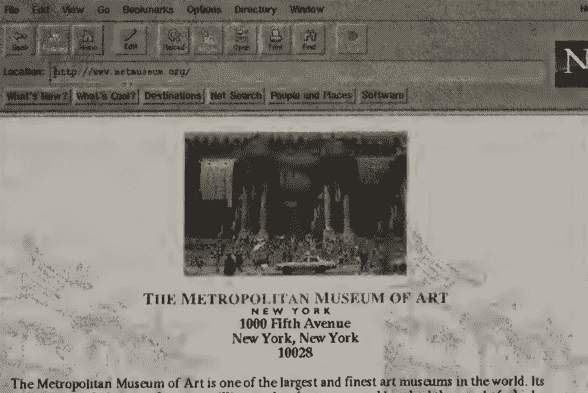 File Edit View Go Bookmarks Options Directory Window
Back Home Edit Reload Open Print Find
Location: http://www.metmuseum.org/
What's New? What's Cool? Destinations Net Search People and Places Software
N
THE METROPOLITAN MUSEUM OF ART
NEW YORK
1000 Fifth Avenue
New York, New York
10028
The Metropolitan Museum of Art is one of the largest and finest art museums in the world. Its